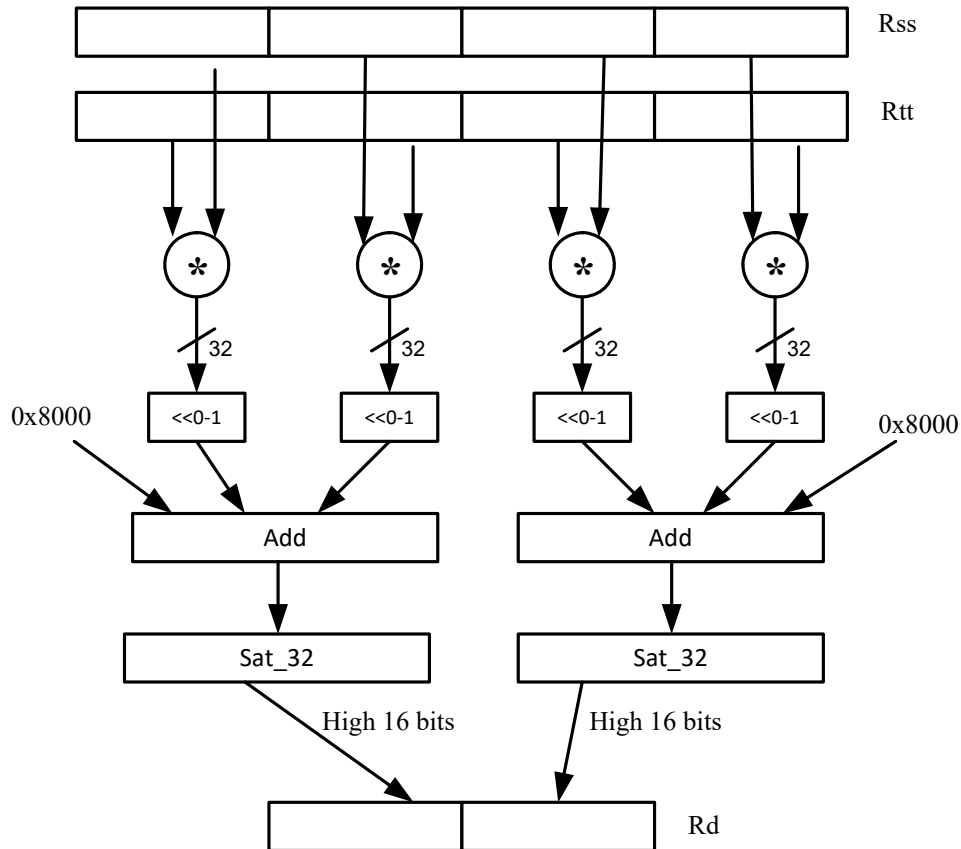 Rss
Rtt
* * * *
32 32 32 32
0x8000 <<0-1 <<0-1 <<0-1 <<0-1 0x8000
Add Add
Sat_32 Sat_32
High 16 bits High 16 bits
Rd